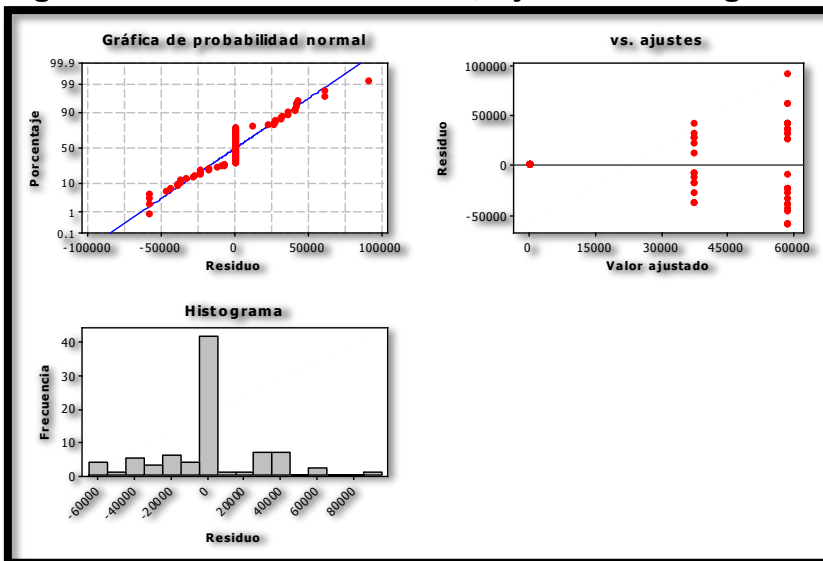 Gráfica de probabilidad normal
99.9
99
90
50
10
1
0.1
Porcentaje
-100000 -50000 0 50000 100000
Residuo
vs. ajustes
100000
50000
0
-50000
Residuo
0 15000 30000 45000 60000
Valor ajustado
Histograma
40
30
20
10
0
Frecuencia
-60000 -40000 -20000 0 20000 40000 60000 80000
Residuo